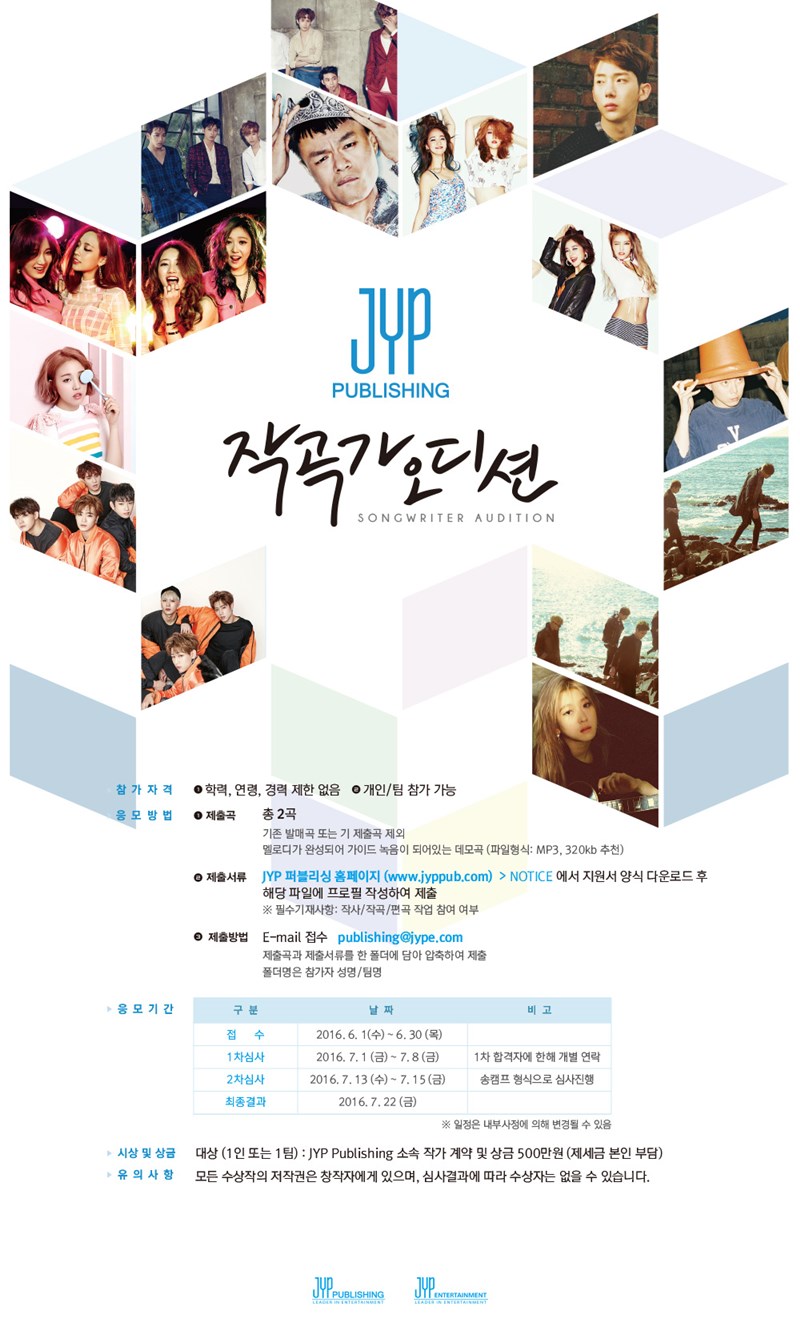 JYP
PUBLISHING
작곡가 오디션
SONGWRITER AUDITION
참가자격 ❶ 학력, 연령, 경력 제한 없음 ❷ 개인/팀 참가 가능
응모방법 ❶ 제출곡 총 2곡
기존 발매곡 또는 기 제출곡 제외
멜로디가 완성되어 가이드 녹음이 되어있는 데모곡 (파일형식: MP3, 320kb 추천)
❷ 제출서류 JYP 퍼블리싱 홈페이지 (www.jyppub.com) > NOTICE 에서 지원서 양식 다운로드 후
해당 파일에 프로필 작성하여 제출
※ 필수기재사항: 작사/작곡/편곡 작업 참여 여부
❸ 제출방법 E-mail 접수 publishing@jype.com
제출곡과 제출서류를 한 폴더에 담아 압축하여 제출
폴더명은 참가자 성명/팀명
응모기간 구분 날짜 비고
접수 2016. 6. 1(수) ~ 6. 30 (목)
1차심사 2016. 7. 1 (금) ~ 7. 8 (금) 1차 합격자에 한해 개별 연락
2차심사 2016. 7. 13 (수) ~ 7. 15 (금) 송캠프 형식으로 심사진행
최종결과 2016. 7. 22 (금)
※ 일정은 내부사정에 의해 변경될 수 있음
시상 및 상금 대상 (1인 또는 1팀) : JYP Publishing 소속 작가 계약 및 상금 500만원 (제세금 본인 부담)
유의사항 모든 수상작의 저작권은 창작자에게 있으며, 심사결과에 따라 수상자는 없을 수 있습니다.
JYP PUBLISHING JYP ENTERTAINMENT
LEADER IN ENTERTAINMENT LEADER IN ENTERTAINMENT